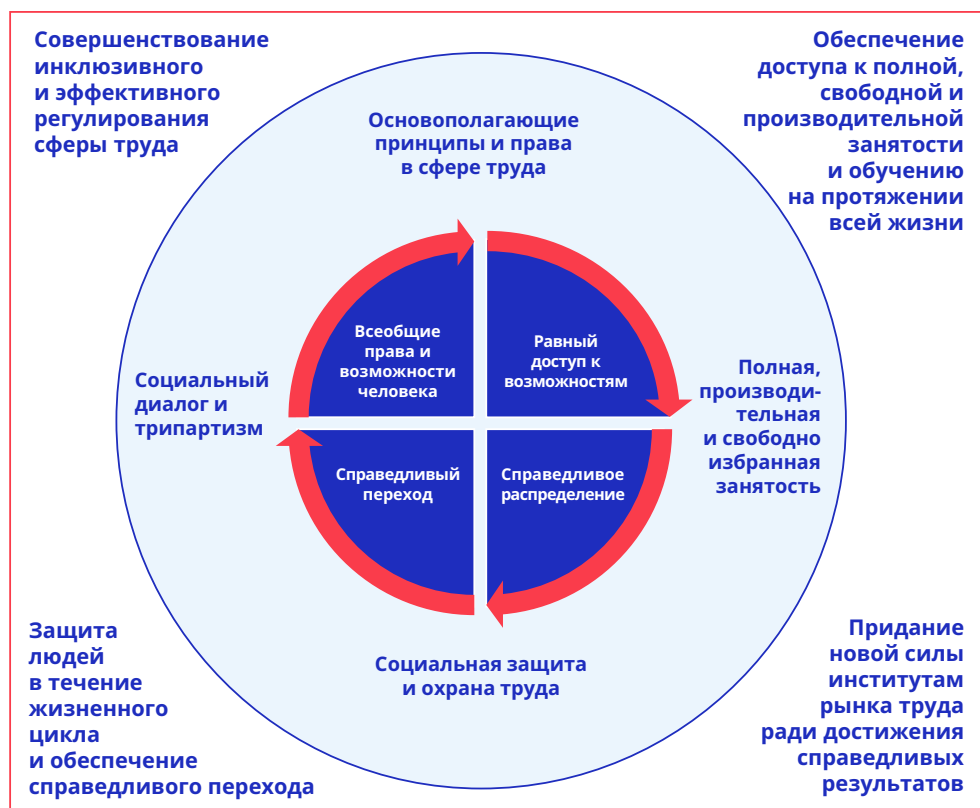 Совершенствование
инклюзивного
и эффективного
регулирования
сферы труда
Обеспечение
доступа к полной,
свободной и
производительной
занятости
и обучению
на протяжении
всей жизни
Основополагающие
принципы и права
в сфере труда
Всеобщие
права и
возможности
человека
Равный
доступ к
возможностям
Социальный
диалог и
трипартизм
Полная,
производи-
тельная
и свободно
избранная
занятость
Справедливый
переход
Справедливое
распределение
Социальная защита
и охрана труда
Защита
людей
в течение
жизненного
цикла
и обеспечение
справедливого перехода
Придание
новой силы
институтам
рынка труда
ради достижения
справедливых
результатов